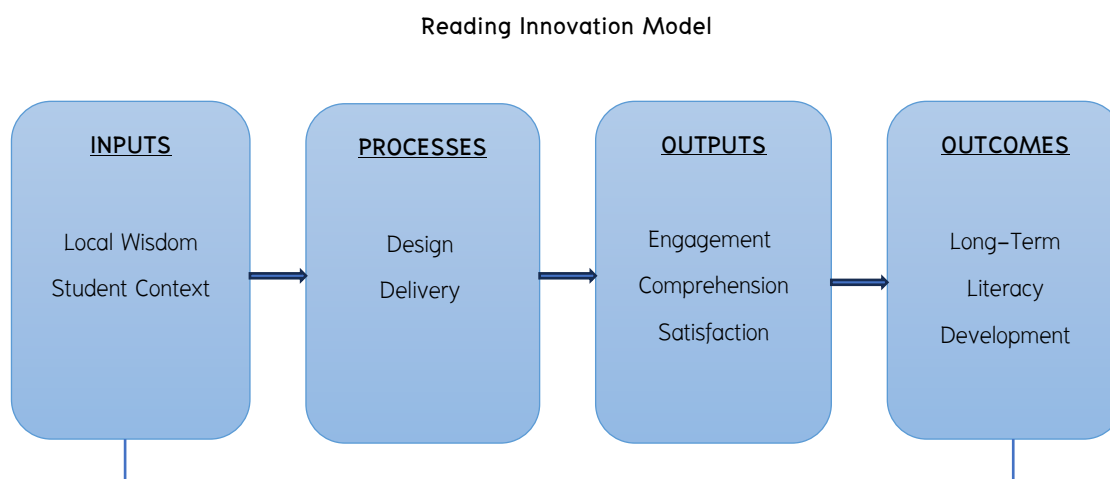 Reading Innovation Model
INPUTS
Local Wisdom
Student Context
PROCESSES
Design
Delivery
OUTPUTS
Engagement
Comprehension
Satisfaction
OUTCOMES
Long-Term
Literacy
Development